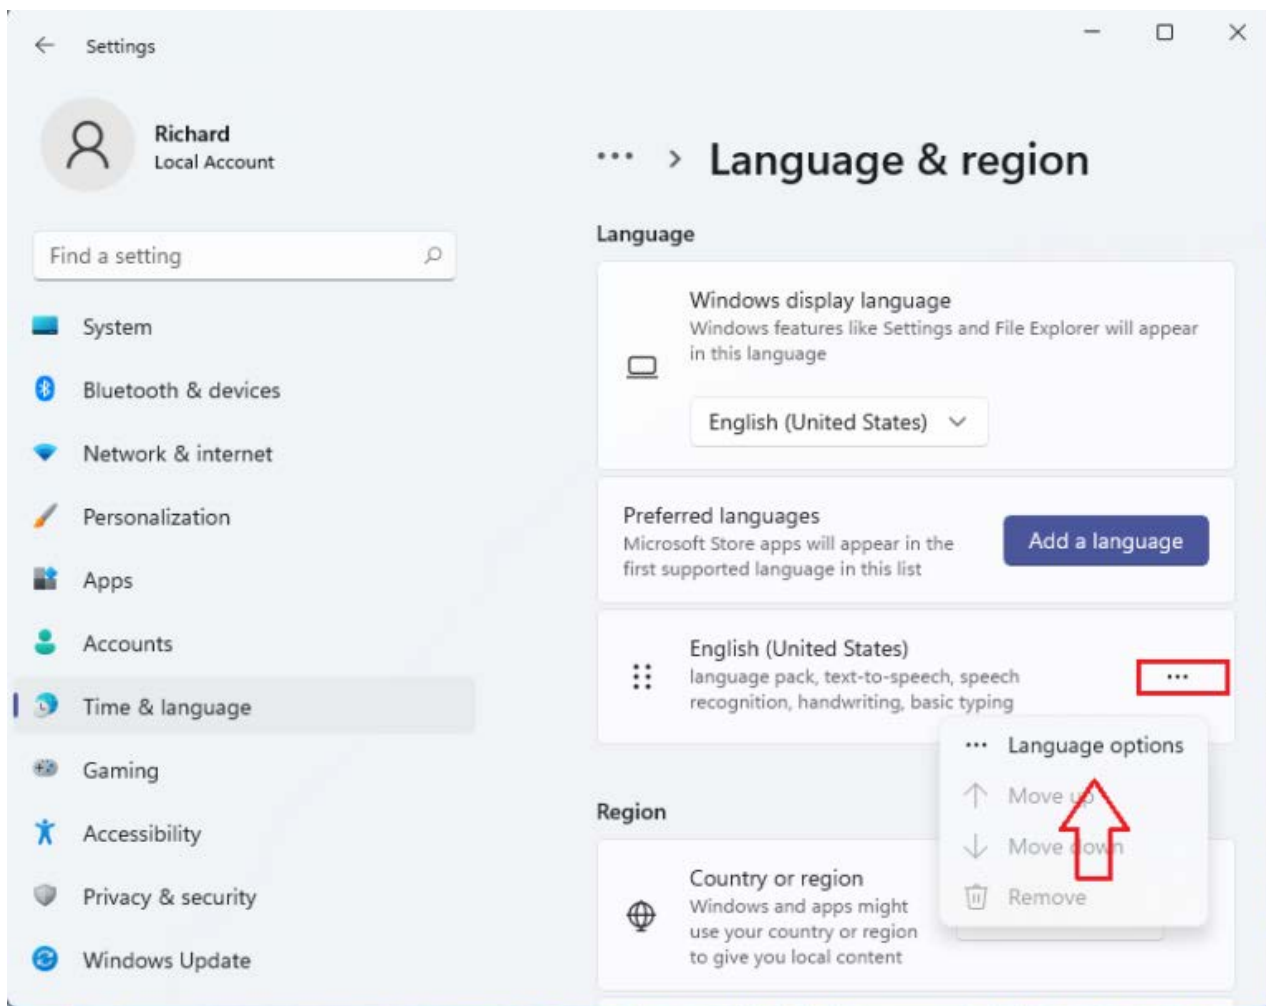 Settings
Richard
Local Account
Find a setting
System
Bluetooth & devices
Network & internet
Personalization
Apps
Accounts
Time & language
Gaming
Accessibility
Privacy & security
Windows Update
... > Language & region
Language
Windows display language
Windows features like Settings and File Explorer will appear
in this language
English (United States)
Preferred languages
Microsoft Store apps will appear in the
first supported language in this list
Add a language
English (United States)
language pack, text-to-speech, speech
recognition, handwriting, basic typing
...
... Language options
Move up
Move down
Remove
Region
Country or region
Windows and apps might
use your country or region
to give you local content